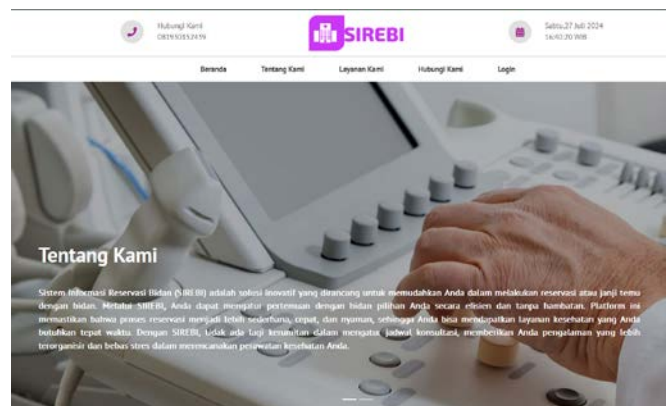 Hubungi Kami
SIREBI
Sabtu,27 Juli 2024
16:40:20 WIB
Beranda Tentang Kami Layanan Kami Hubungi Kami Login
Tentang Kami
Sistem Informasi Reservasi Bidan (SIREBI) adalah solusi inovatif yang dirancang untuk memudahkan Anda dalam melakukan reservasi atau janji temu
dengan bidan. Melalui SIREBI, Anda dapat mengatur pertemuan dengan bidan pilihan Anda secara efisien dan tanpa hambatan. Platform ini
memastikan bahwa proses reservasi menjadi lebih sederhana, cepat, dan nyaman, sehingga Anda bisa mendapatkan layanan kesehatan yang Anda
butuhkan tepat waktu. Dengan SIREBI, tidak ada lagi kerumitan dalam mengatur jadwal konsultasi, memberikan Anda pengalaman yang lebih
terorganisir dan bebas stres dalam merencanakan perawatan kesehatan Anda.